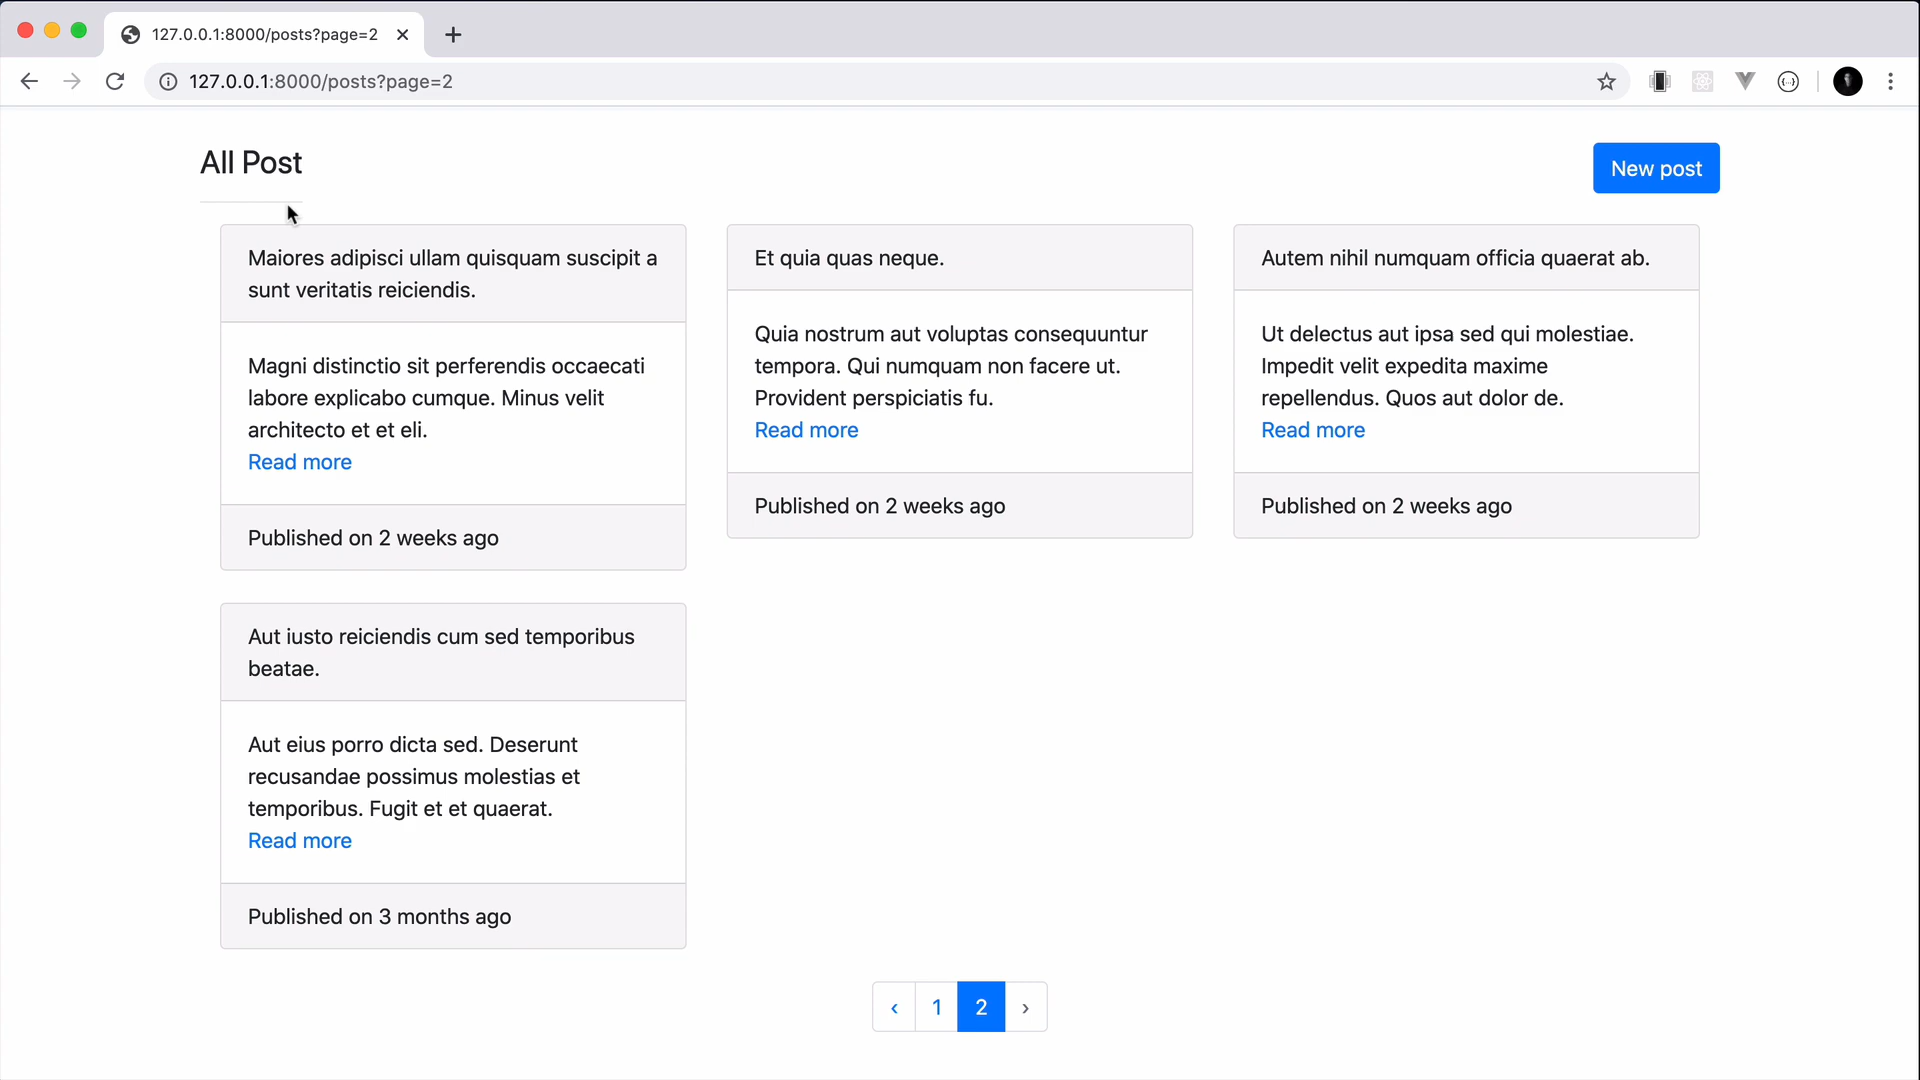 127.0.0.1:8000/posts?page=2
127.0.0.1:8000/posts?page=2
All Post
New post
Maiores adipisci ullam quisquam suscipit a
sunt veritatis reiciendis.
Magni distinctio sit perferendis occaecati
labore explicabo cumque. Minus velit
architecto et et eli.
Read more
Published on 2 weeks ago
Et quia quas neque.
Quia nostrum aut voluptas consequuntur
tempora. Qui numquam non facere ut.
Provident perspiciatis fu.
Read more
Published on 2 weeks ago
Autem nihil numquam officia quaerat ab.
Ut delectus aut ipsa sed qui molestiae.
Impedit velit expedita maxime
repellendus. Quos aut dolor de.
Read more
Published on 2 weeks ago
Aut iusto reiciendis cum sed temporibus
beatae.
Aut eius porro dicta sed. Deserunt
recusandae possimus molestias et
temporibus. Fugit et et quaerat.
Read more
Published on 3 months ago
‹ 1 2 ›